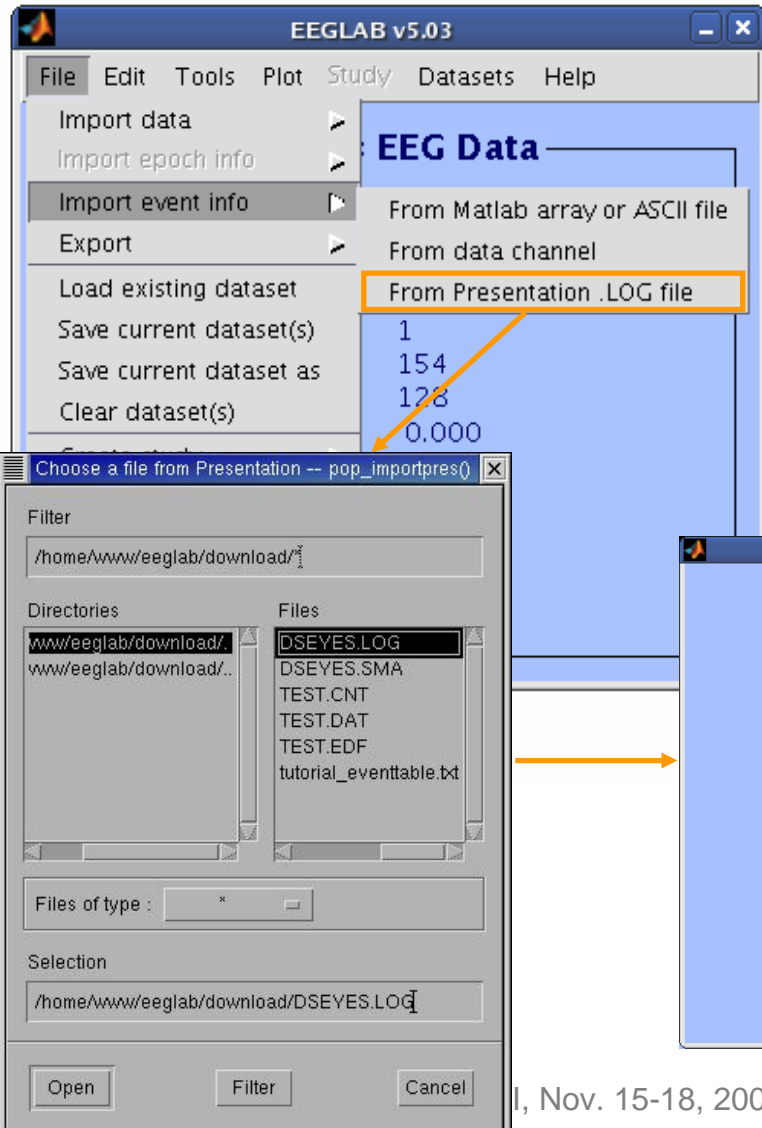 EEGLAB v5.03
File Edit Tools Plot Study Datasets Help
Import data
Import epoch info
: EEG Data
Import event info
From Matlab array or ASCII file
Export
From data channel
Load existing dataset
From Presentation .LOG file
Save current dataset(s)
1
Save current dataset as
154
128
Clear dataset(s)
0.000
Choose a file from Presentation -- pop_importpres()
Filter
/home/www/eeglab/download/*
Directories Files
www/eeglab/download/. DSEYES.LOG
www/eeglab/download/.. DSEYES.SMA
TEST.CNT
TEST.DAT
TEST.EDF
tutorial_eventtable.txt
Files of type : *
Selection
/home/www/eeglab/download/DSEYES.LOG
Open Filter Cancel
I, Nov. 15-18, 200